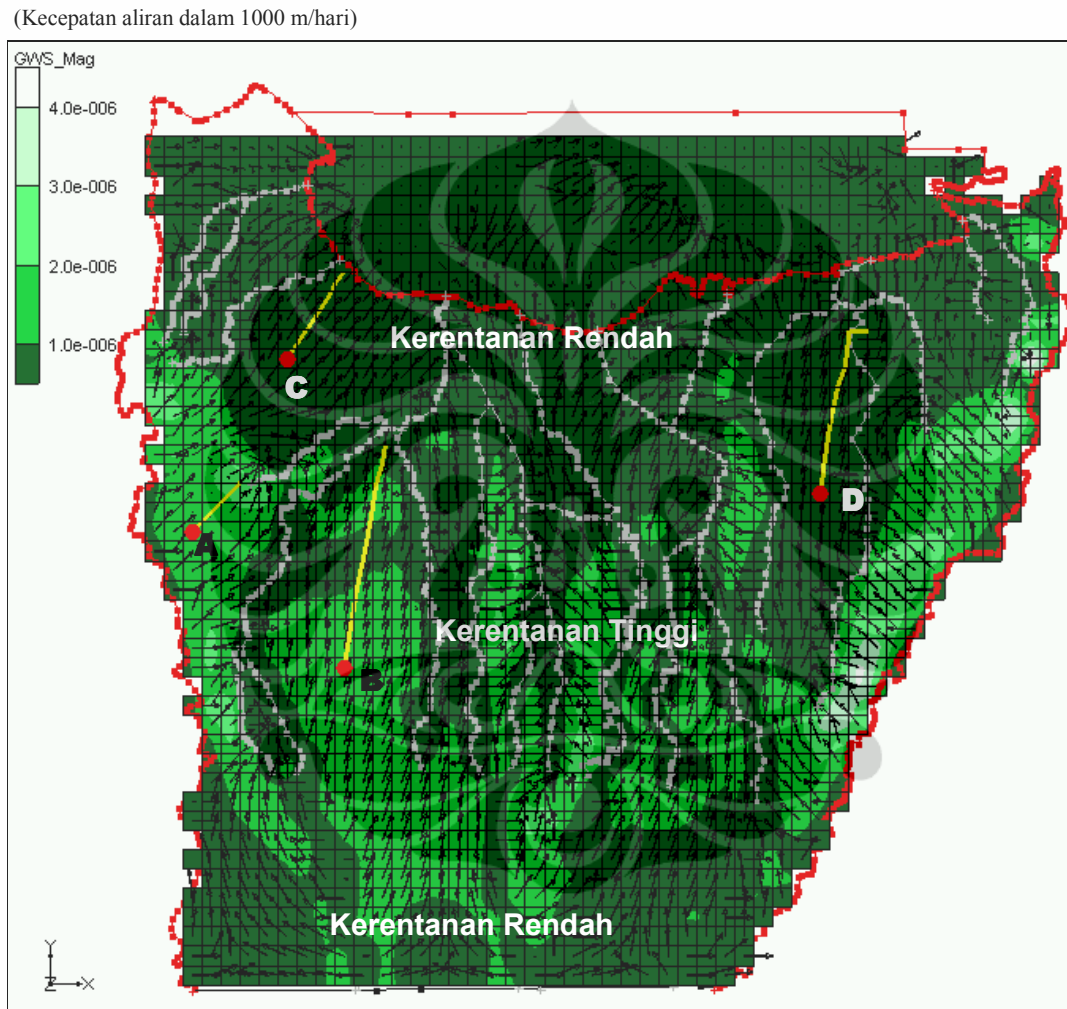 (Kecepatan aliran dalam 1000 m/hari)
GWS_Mag
4.0e-006
3.0e-006
2.0e-006
1.0e-006
Kerentanan Rendah
C
D
A
Kerentanan Tinggi
B
Kerentanan Rendah
Y
Z
X